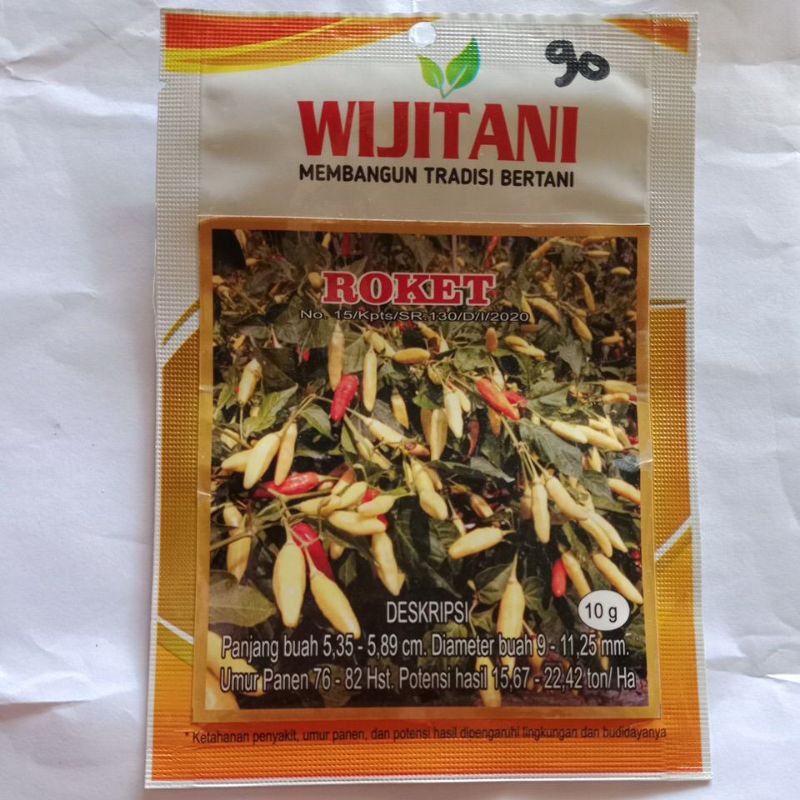 90
WIJITANI
MEMBANGUN TRADISI BERTANI
ROKET
No. 15/Kpts/SR.130/D/I/2020
DESKRIPSI
10 g
Panjang buah 5,35 - 5,89 cm. Diameter buah 9 - 11,25 mm.
Umur Panen 76 - 82 Hst. Potensi hasil 15,67 - 22,42 ton/ Ha
* Ketahanan penyakit, umur panen, dan potensi hasil dipengaruhi lingkungan dan budidayanya